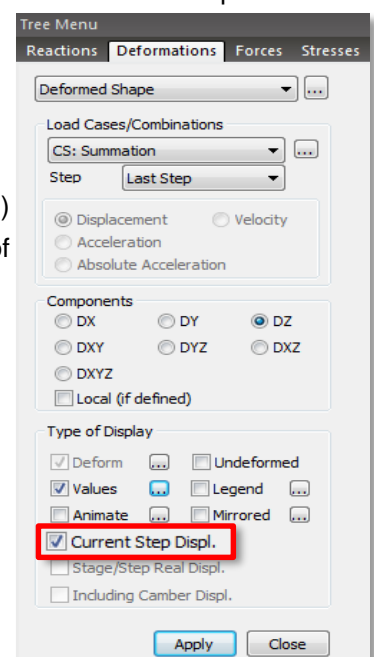 Tree Menu
Reactions Deformations Forces Stresses
Deformed Shape ...
Load Cases/Combinations
CS: Summation ...
Step Last Step
)
Displacement Velocity
of
Acceleration
Absolute Acceleration
Components
DX DY DZ
DXY DYZ DXZ
DXYZ
Local (if defined)
Type of Display
Deform ... Undeformed
Values ... Legend ...
Animate ... Mirrored ...
Current Step Displ.
Stage/Step Real Displ.
Including Camber Displ.
Apply Close